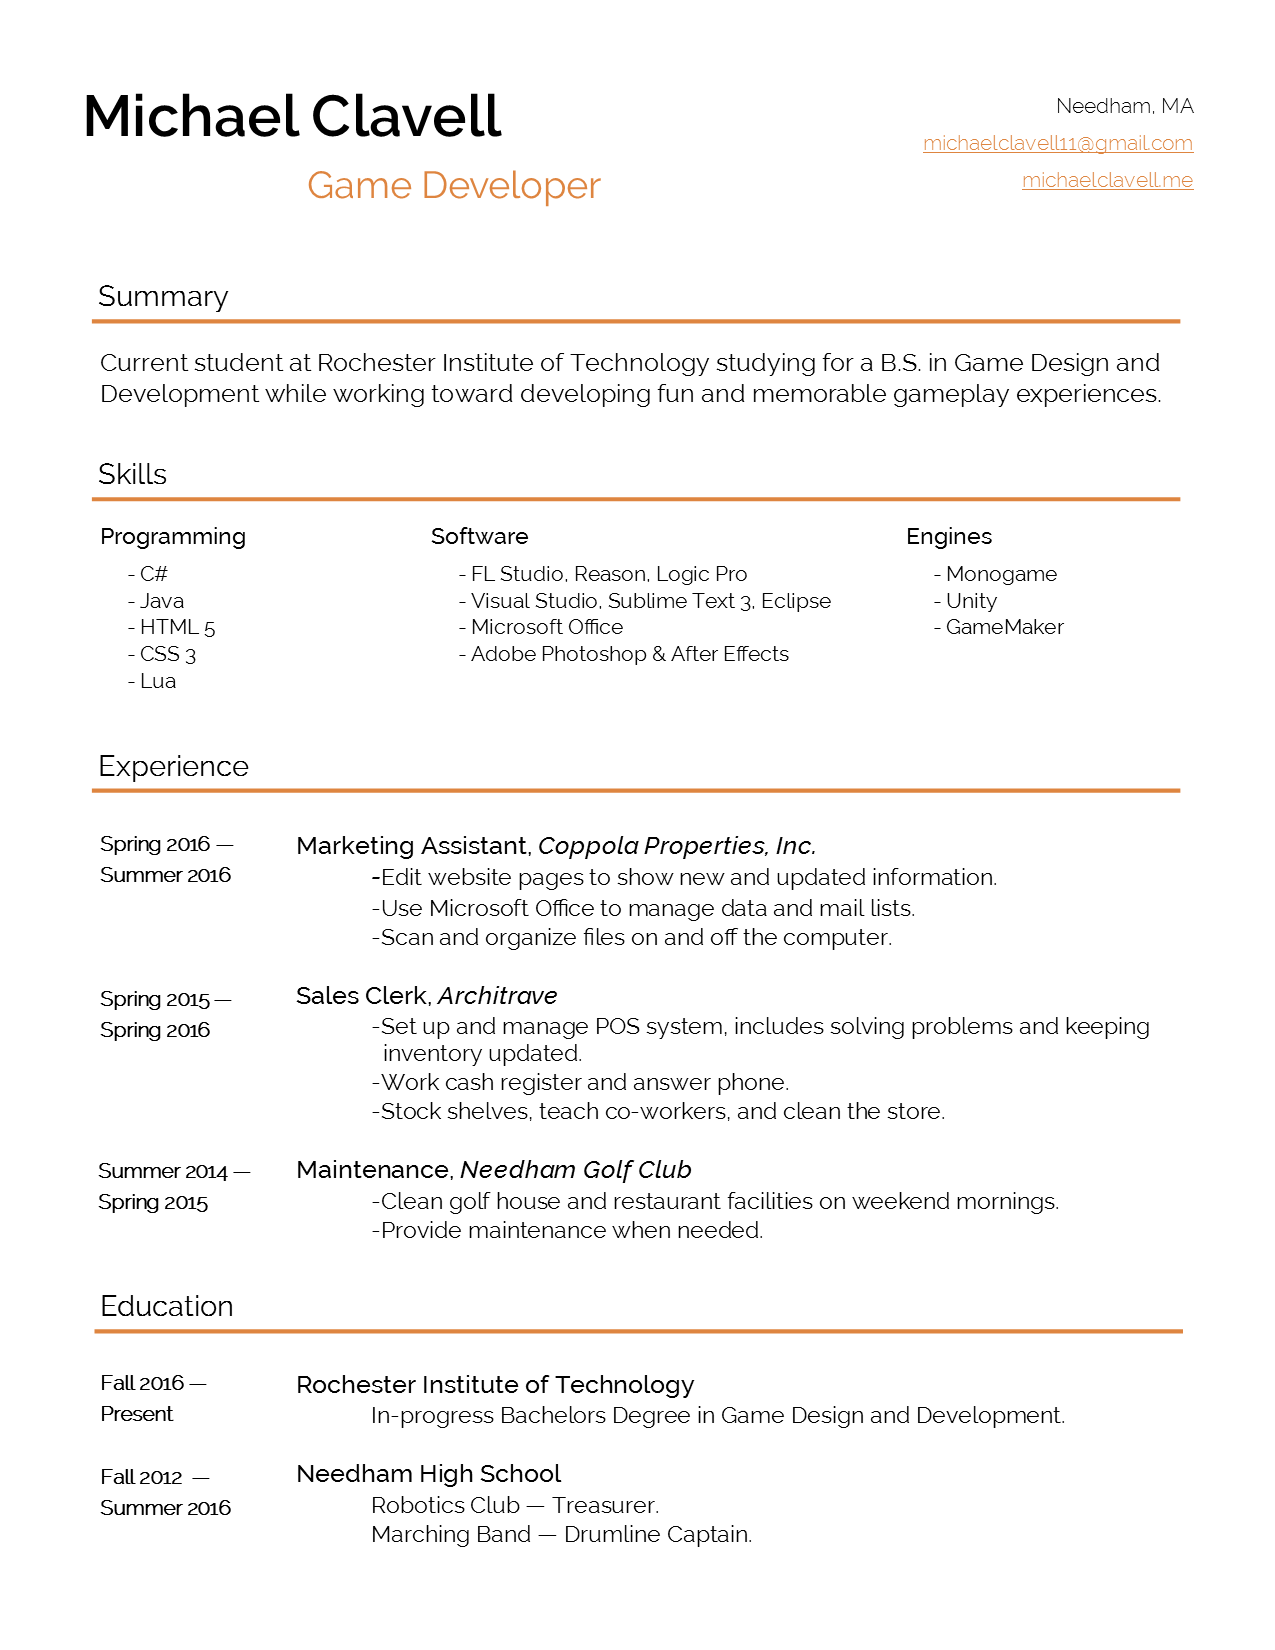 Michael Clavell
Game Developer
Needham, MA
michaelclavell11@gmail.com
michaelclavell.me
Summary
Current student at Rochester Institute of Technology studying for a B.S. in Game Design and
Development while working toward developing fun and memorable gameplay experiences.
Skills
Programming
- C#
- Java
- HTML 5
- CSS 3
- Lua
Software
- FL Studio, Reason, Logic Pro
- Visual Studio, Sublime Text 3, Eclipse
- Microsoft Office
- Adobe Photoshop & After Effects
Engines
- Monogame
- Unity
- GameMaker
Experience
Spring 2016 —
Summer 2016
Marketing Assistant, Coppola Properties, Inc.
-Edit website pages to show new and updated information.
-Use Microsoft Office to manage data and mail lists.
-Scan and organize files on and off the computer.
Spring 2015 —
Spring 2016
Sales Clerk, Architrave
-Set up and manage POS system, includes solving problems and keeping
inventory updated.
-Work cash register and answer phone.
-Stock shelves, teach co-workers, and clean the store.
Summer 2014 —
Spring 2015
Maintenance, Needham Golf Club
-Clean golf house and restaurant facilities on weekend mornings.
-Provide maintenance when needed.
Education
Fall 2016 —
Present
Rochester Institute of Technology
In-progress Bachelors Degree in Game Design and Development.
Fall 2012 —
Summer 2016
Needham High School
Robotics Club — Treasurer.
Marching Band — Drumline Captain.